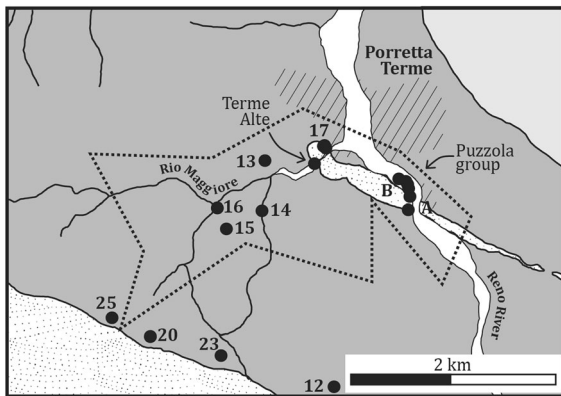 Porretta
Terme
Terme
Alte
17
Puzzola
group
13
Rio Maggiore
B
A
16
14
15
Reno River
25
20
23
12
2 km